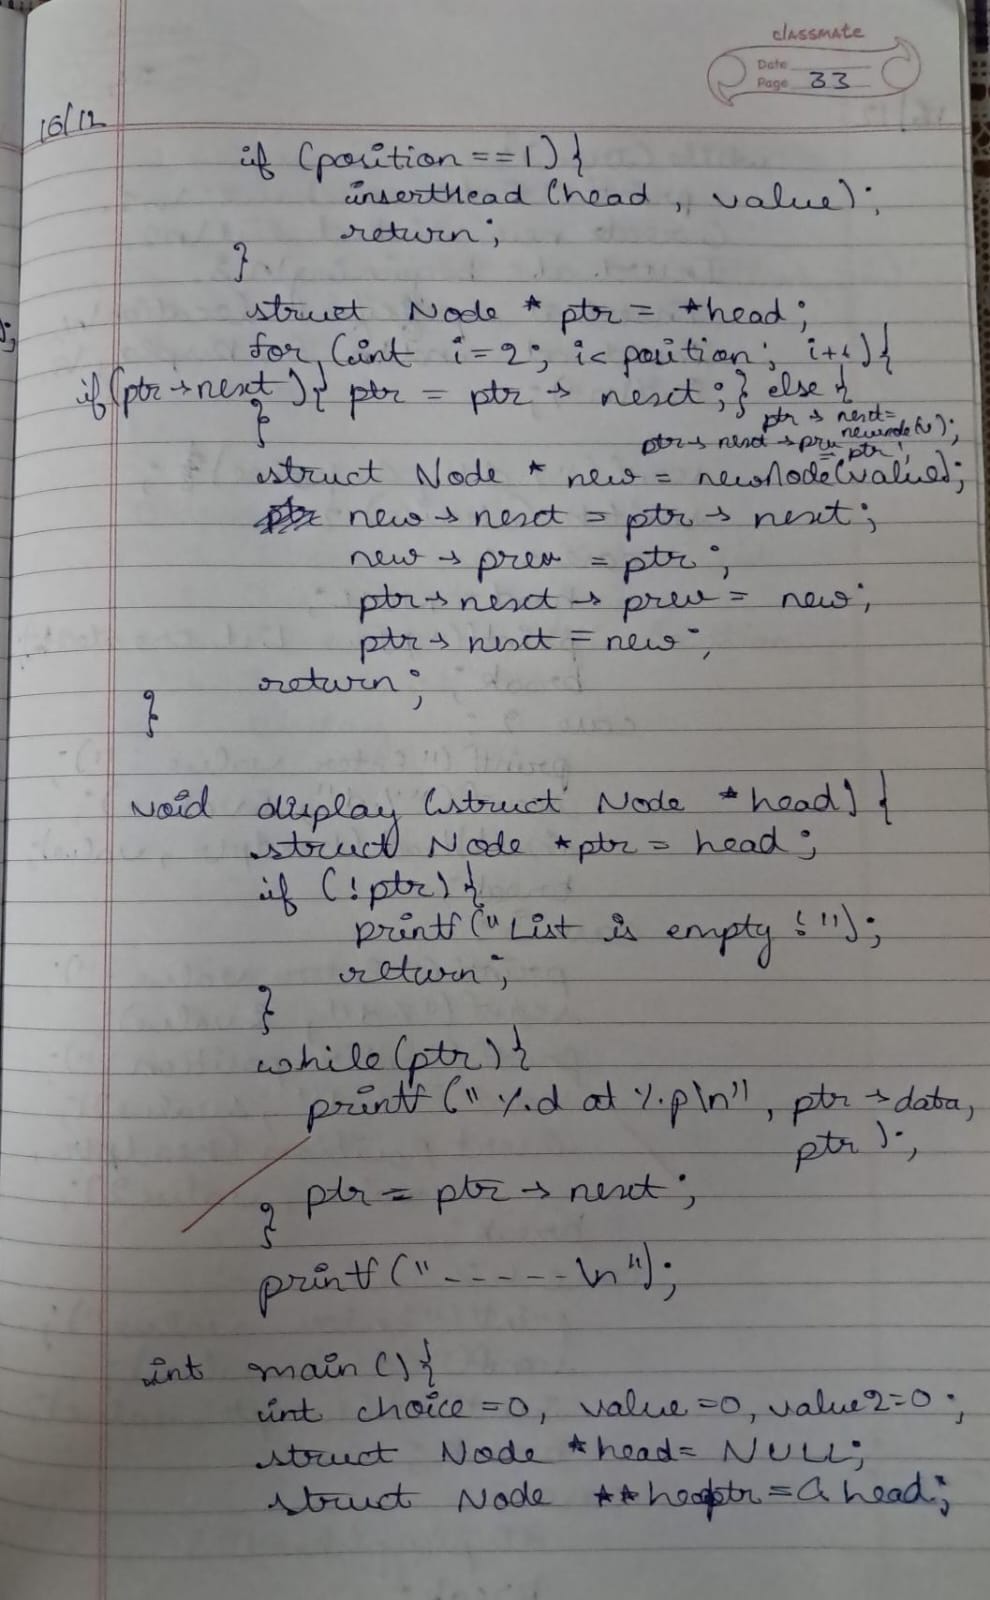 classmate
Date
Page 33
16/12
if (position==1){
insertHead (head , value);
return;
}
struct Node * ptr = *head;
for (int i=2; i< position; i++){
if(ptr→next){ ptr = ptr → next;} else {
ptr → next=
newnode(v);
ptr→ next →prev
= ptr;
}
struct Node * new = newNode(value);
new → next = ptr → next;
new → prev = ptr;
ptr→next→ prev = new;
ptr→ next = new;
return;
}
void display (struct Node *head) {
struct Node *ptr = head;
if (!ptr){
printf("List is empty!");
return;
}
while(ptr){
printf("%d at %p\n", ptr →data,
ptr );
ptr = ptr → next;
}
printf("-----\n");
int main(){
int choice=0, value=0, value2=0;
struct Node *head= NULL;
struct Node **headptr=& head;